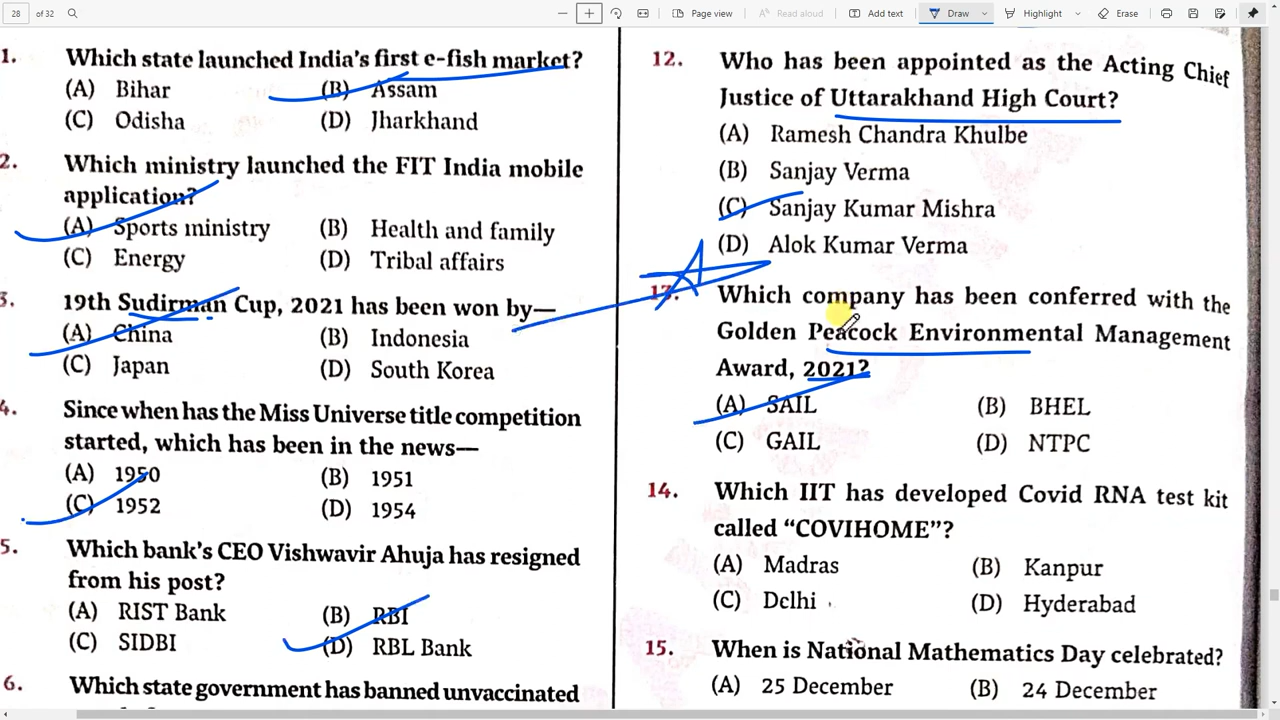 28 of 32
Page view
Read aloud
Add text
Draw
Highlight
Erase
1. Which state launched India's first e-fish market?
(A) Bihar (B) Assam
(C) Odisha (D) Jharkhand
2. Which ministry launched the FIT India mobile
application?
(A) Sports ministry (B) Health and family
(C) Energy (D) Tribal affairs
3. 19th Sudirman Cup, 2021 has been won by—
(A) China (B) Indonesia
(C) Japan (D) South Korea
4. Since when has the Miss Universe title competition
started, which has been in the news—
(A) 1950 (B) 1951
(C) 1952 (D) 1954
5. Which bank's CEO Vishwavir Ahuja has resigned
from his post?
(A) RIST Bank (B) RBI
(C) SIDBI (D) RBL Bank
6. Which state government has banned unvaccinated
12. Who has been appointed as the Acting Chief
Justice of Uttarakhand High Court?
(A) Ramesh Chandra Khulbe
(B) Sanjay Verma
(C) Sanjay Kumar Mishra
(D) Alok Kumar Verma
13. Which company has been conferred with the
Golden Peacock Environmental Management
Award, 2021?
(A) SAIL (B) BHEL
(C) GAIL (D) NTPC
14. Which IIT has developed Covid RNA test kit
called "COVIHOME"?
(A) Madras (B) Kanpur
(C) Delhi (D) Hyderabad
15. When is National Mathematics Day celebrated?
(A) 25 December (B) 24 December